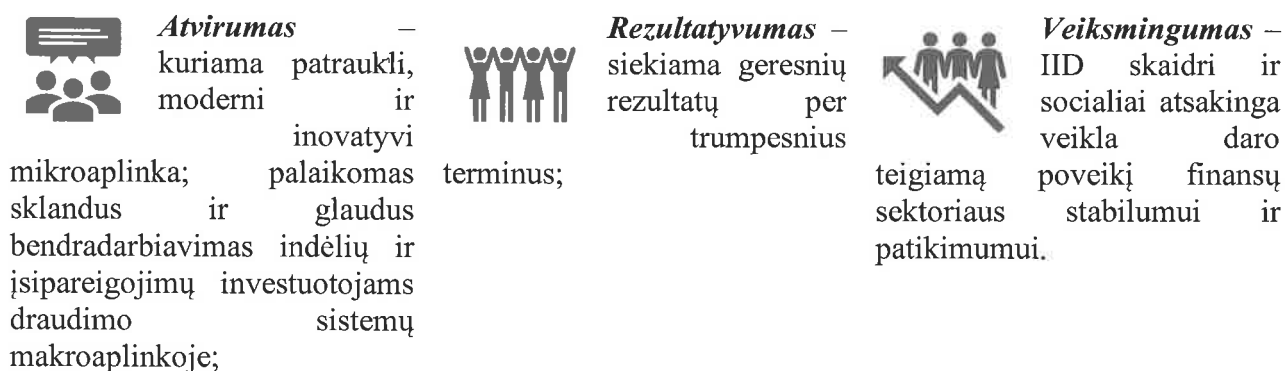 Atvirumas –
kuriama patraukli,
moderni ir
inovatyvi
mikroaplinka; palaikomas
sklandus ir glaudus
bendradarbiavimas indėlių ir
įsipareigojimų investuotojams
draudimo sistemų
makroaplinkoje;
Rezultatyvumas –
siekiama geresnių
rezultatų per
trumpesnius
terminus;
Veiksmingumas –
IID skaidri ir
socialiai atsakinga
veikla daro
teigiamą poveikį finansų
sektoriaus stabilumui ir
patikimumui.